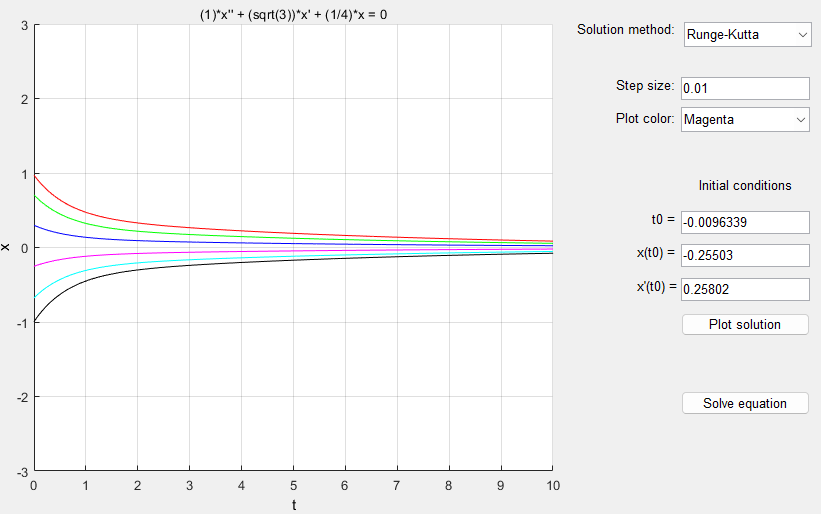 (1)*x'' + (sqrt(3))*x' + (1/4)*x = 0
3
2
1
0
-1
-2
-3
x
0 1 2 3 4 5 6 7 8 9 10
t
Solution method: Runge-Kutta
Step size: 0.01
Plot color: Magenta
Initial conditions
t0 = -0.0096339
x(t0) = -0.25503
x'(t0) = 0.25802
Plot solution
Solve equation